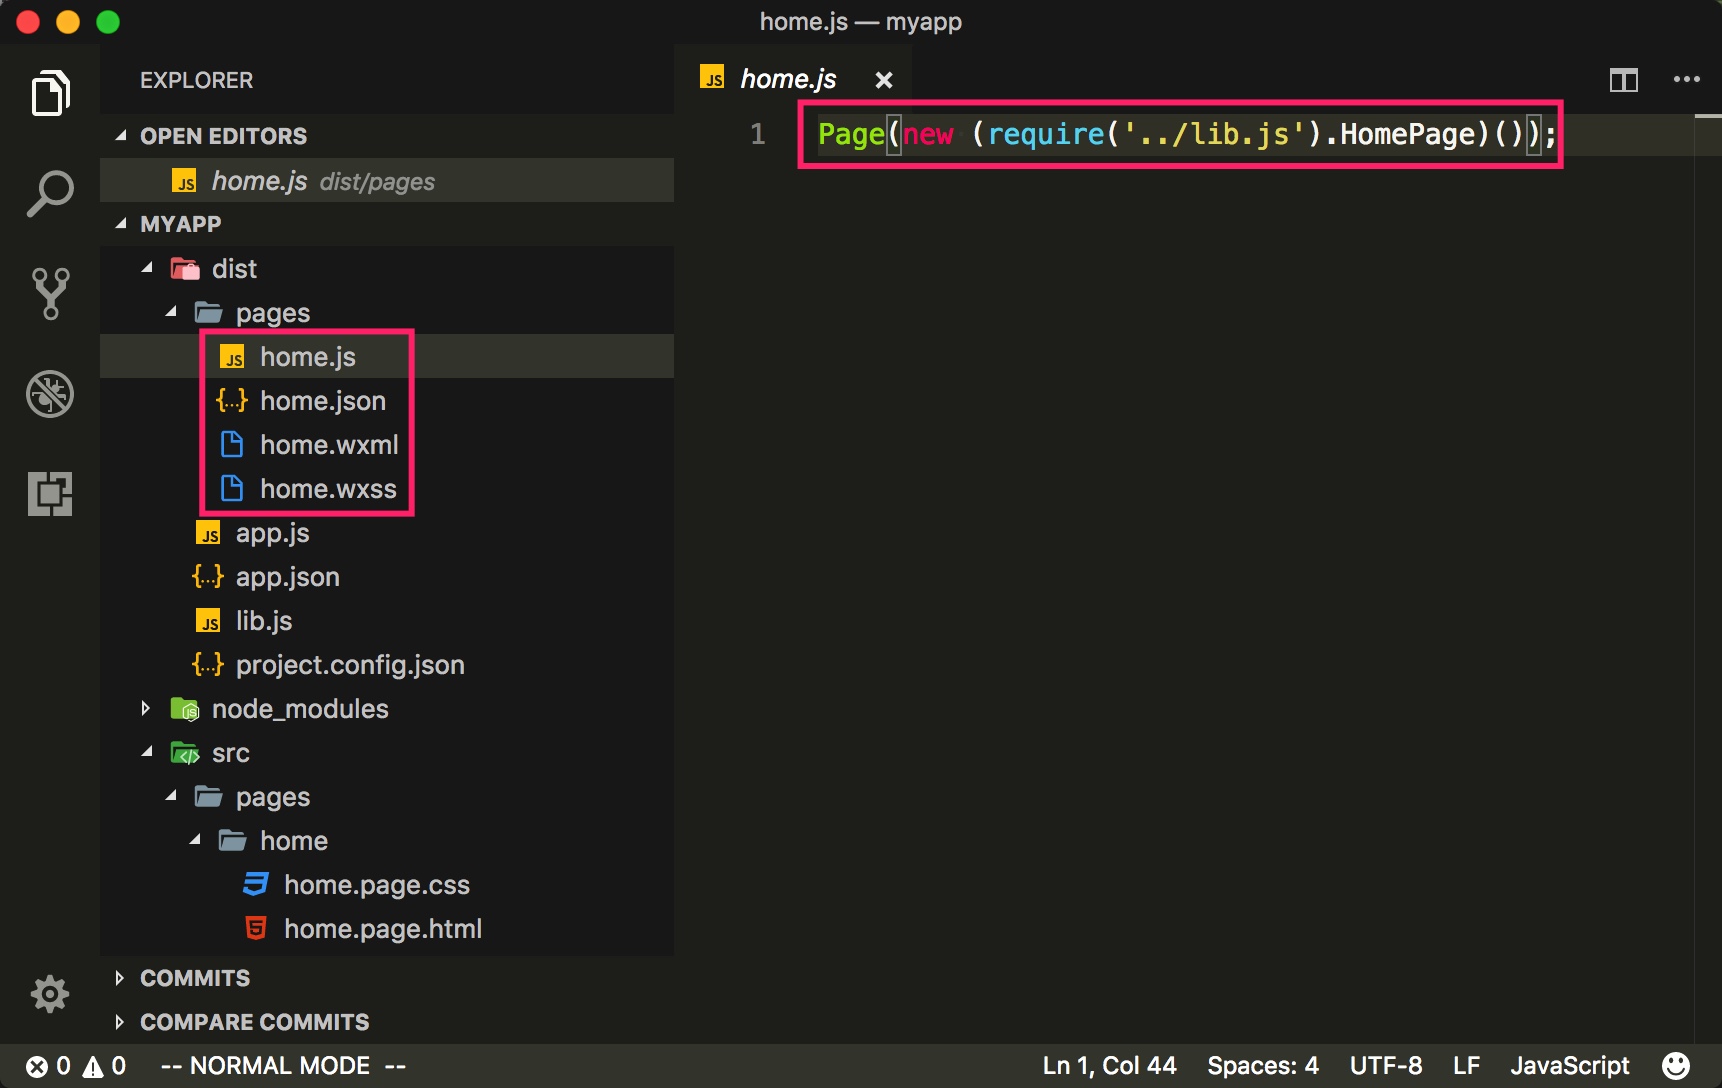 home.js — myapp
EXPLORER
OPEN EDITORS
JS home.js dist/pages
MYAPP
dist
pages
JS home.js
{..} home.json
home.wxml
home.wxss
JS app.js
{..} app.json
JS lib.js
{..} project.config.json
JS node_modules
</> src
pages
home
home.page.css
5 home.page.html
COMMITS
COMPARE COMMITS
JS home.js ×
1 Page(new (require('../lib.js').HomePage)());
0 0 -- NORMAL MODE -- Ln 1, Col 44 Spaces: 4 UTF-8 LF JavaScript